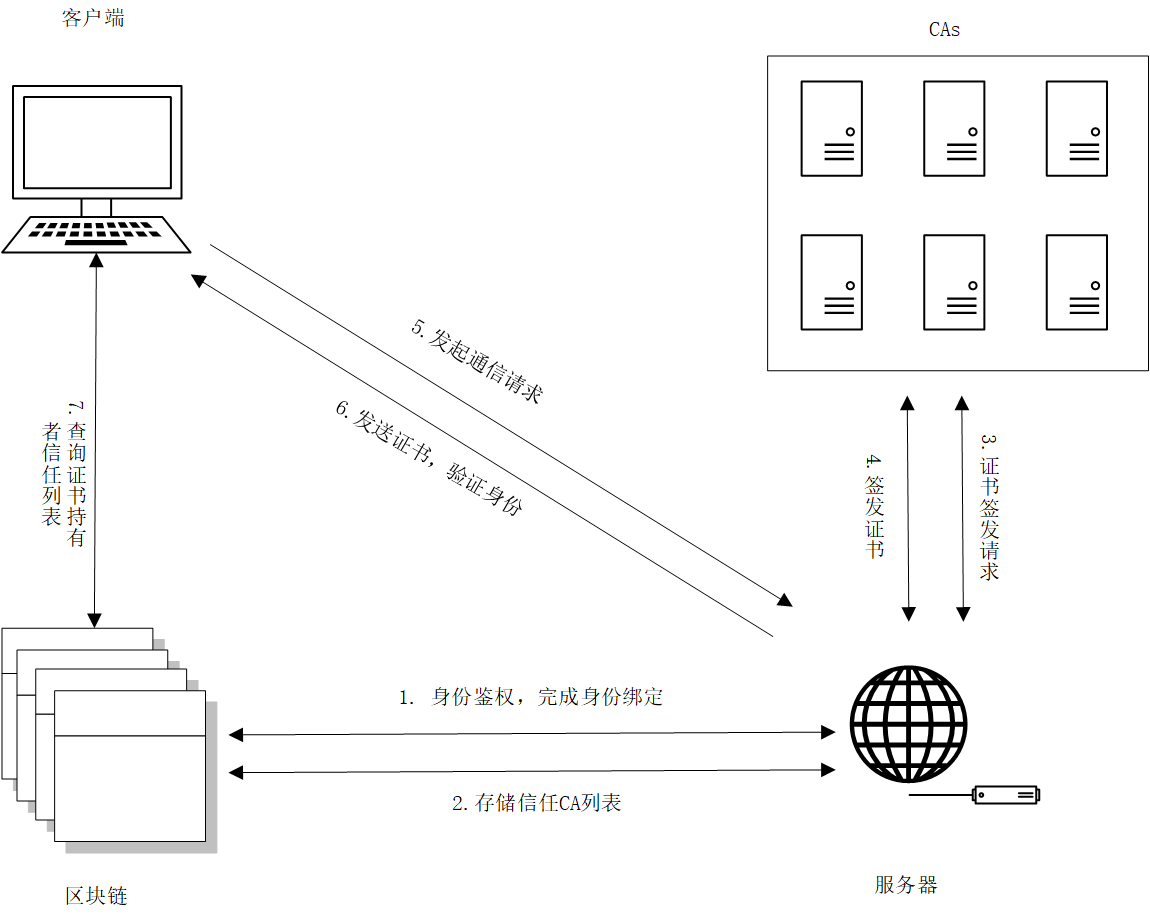 客户端
CAs
5.发起通信请求
6.发送证书，验证身份
7.查询证书持有
者信任列表
4.签发证书
3.证书签发请求
1. 身份鉴权，完成身份绑定
2.存储信任CA列表
区块链
服务器